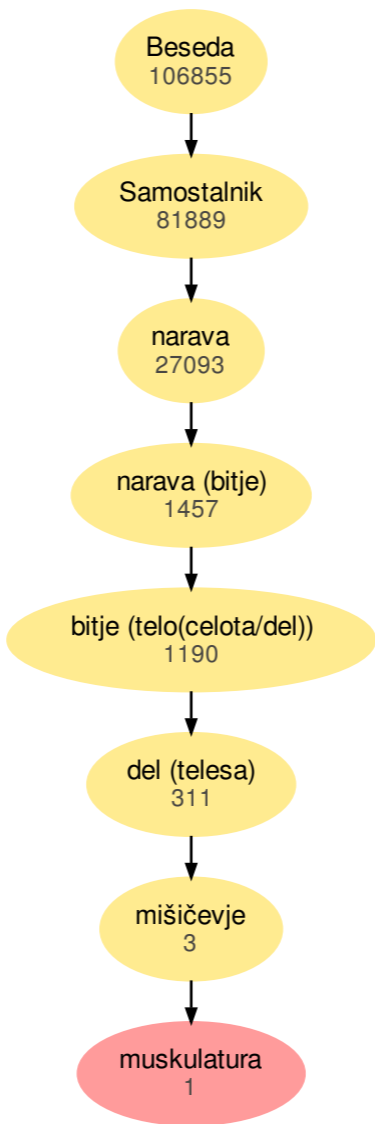 Beseda
106855
Samostalnik
81889
narava
27093
narava (bitje)
1457
bitje (telo(celota/del))
1190
del (telesa)
311
mišičevje
3
muskulatura
1